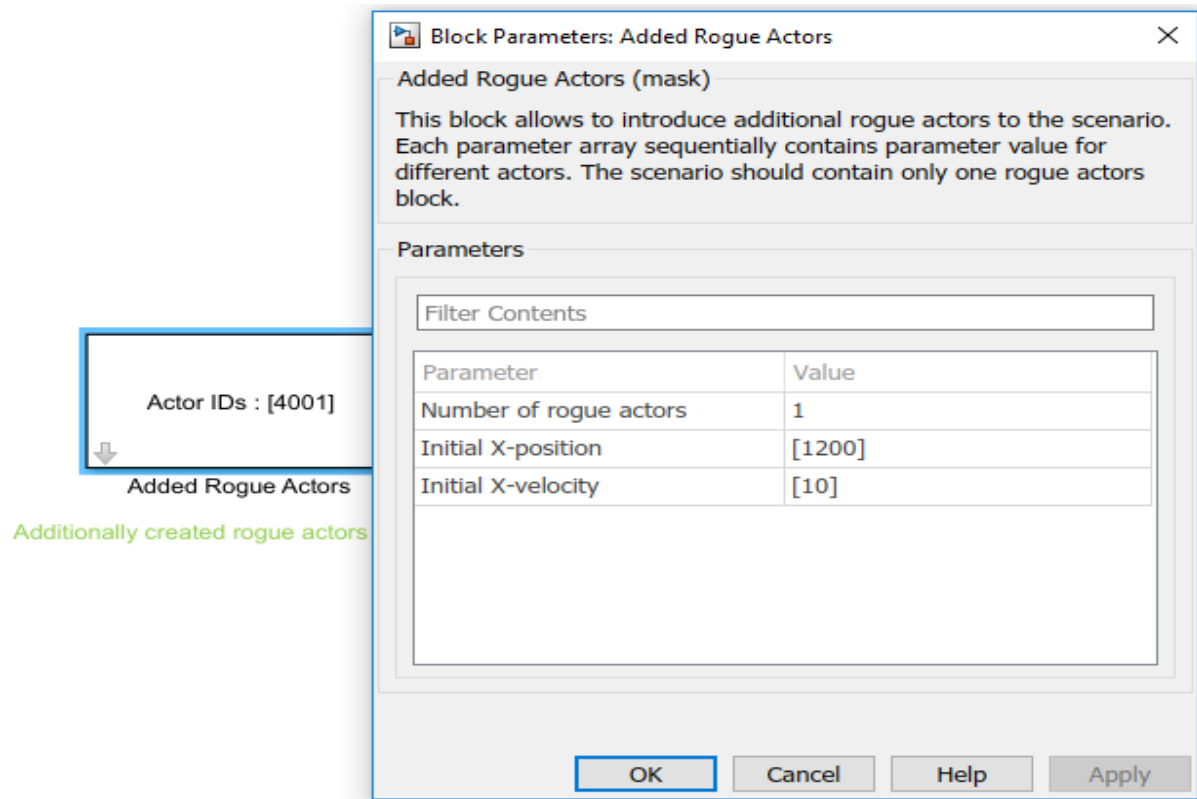 Block Parameters: Added Rogue Actors
Added Rogue Actors (mask)
This block allows to introduce additional rogue actors to the scenario.
Each parameter array sequentially contains parameter value for
different actors. The scenario should contain only one rogue actors
block.
Parameters
Filter Contents
Parameter Value
Number of rogue actors 1
Initial X-position [1200]
Initial X-velocity [10]
OK Cancel Help Apply
Actor IDs : [4001]
Added Rogue Actors
Additionally created rogue actors